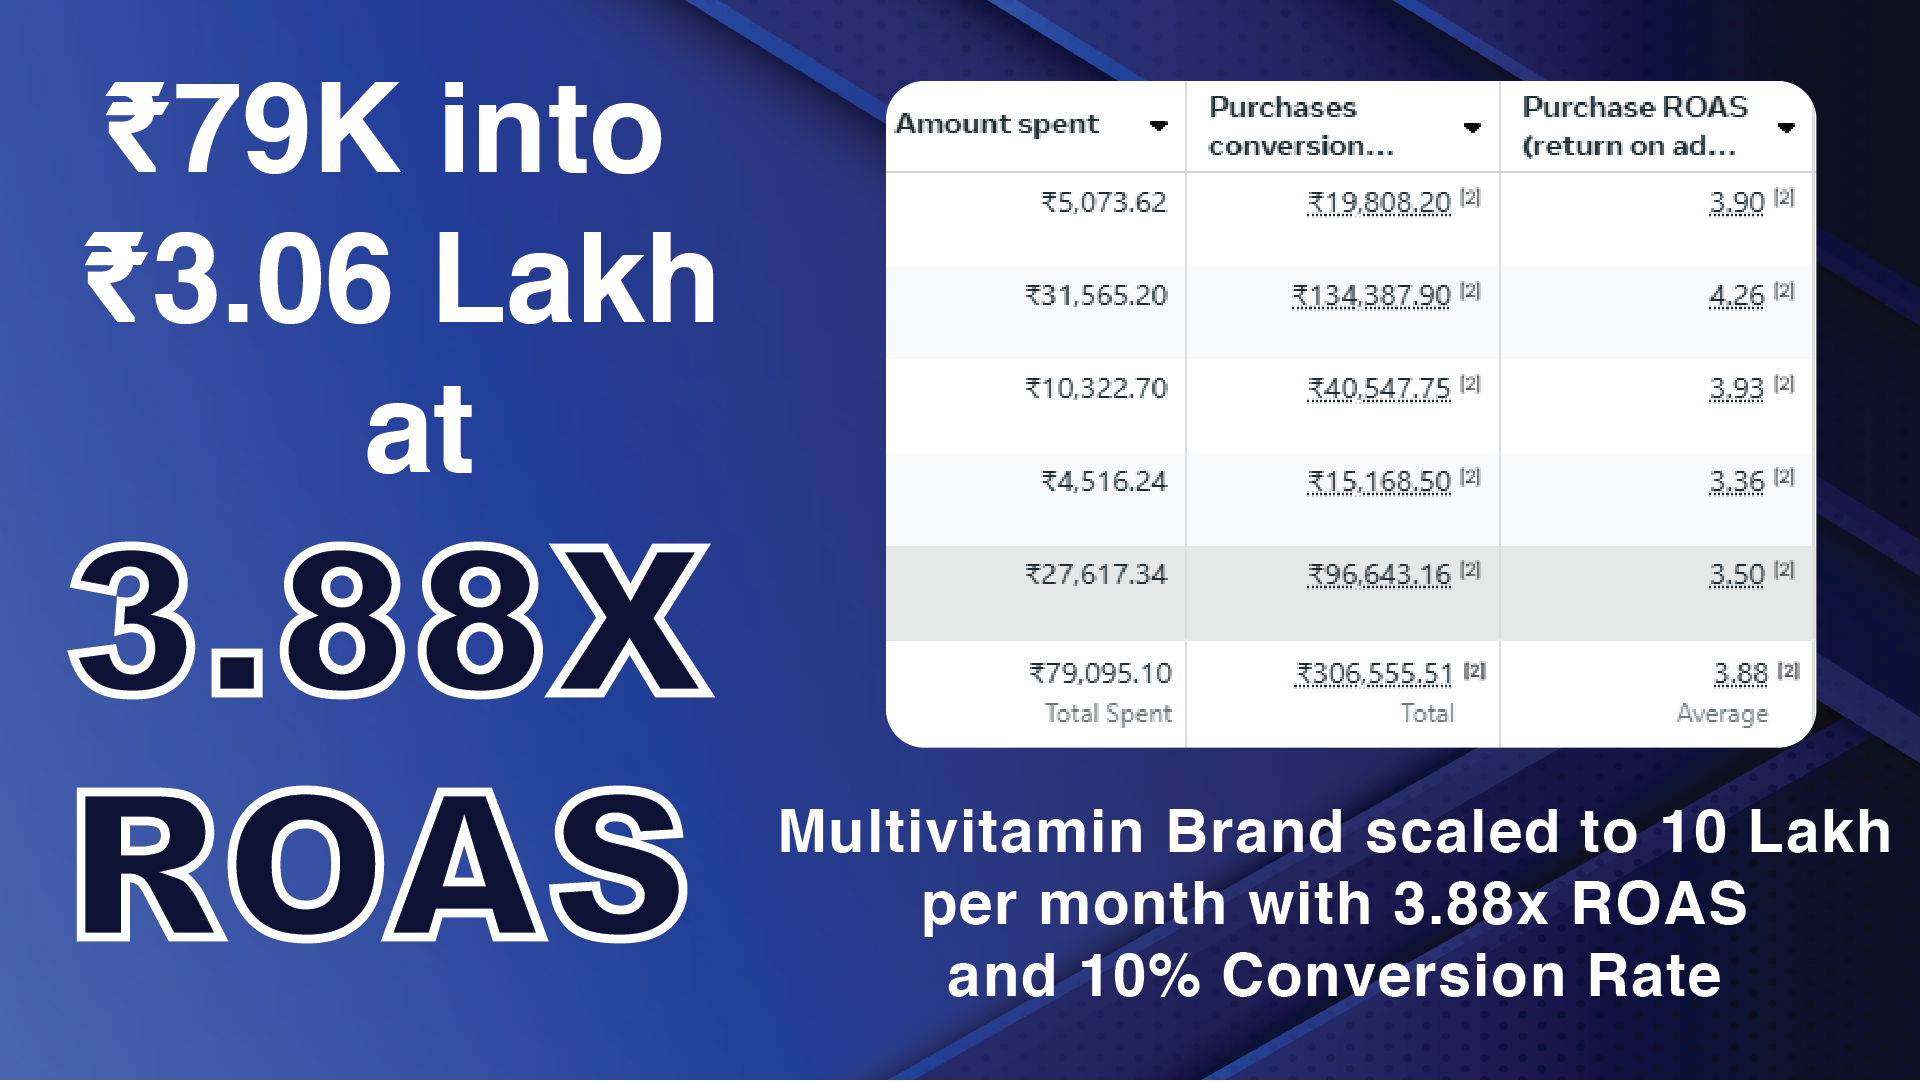 ₹79K into
₹3.06 Lakh
at
3.88X
ROAS
Amount spent
Purchases
conversion...
Purchase ROAS
(return on ad...
₹5,073.62 ₹19,808.20 [2] 3.90 [2]
₹31,565.20 ₹134,387.90 [2] 4.26 [2]
₹10,322.70 ₹40,547.75 [2] 3.93 [2]
₹4,516.24 ₹15,168.50 [2] 3.36 [2]
₹27,617.34 ₹96,643.16 [2] 3.50 [2]
₹79,095.10 ₹306,555.51 [2] 3.88 [2]
Total Spent Total Average
Multivitamin Brand scaled to 10 Lakh
per month with 3.88x ROAS
and 10% Conversion Rate